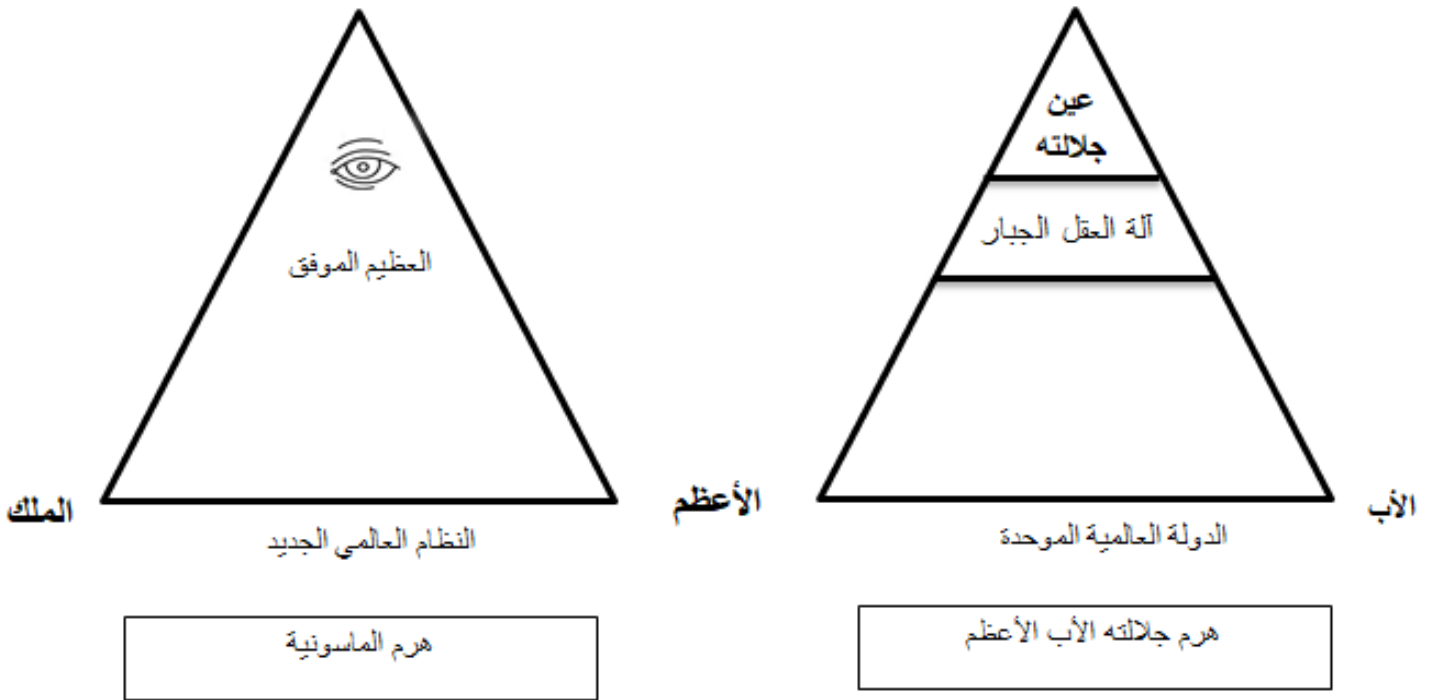 عين
جلالته
آلة العقل الجبار
الأب
الدولة العالمية الموحدة
هرم جلالته الأب الأعظم
الأعظم
العظيم الموفق
الملك
النظام العالمي الجديد
هرم الماسونية